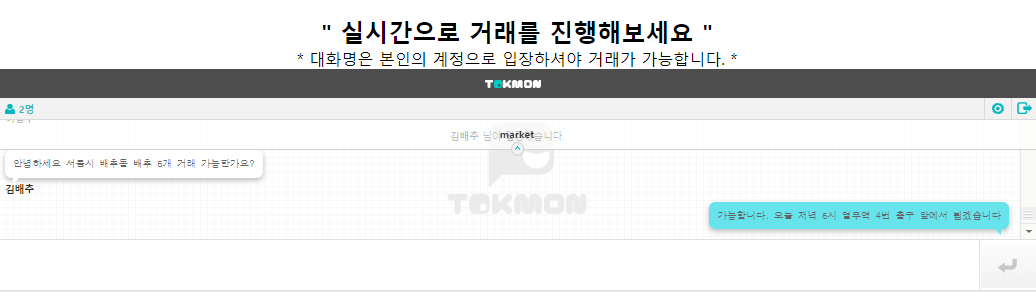 " 실시간으로 거래를 진행해보세요 "
* 대화명은 본인의 계정으로 입장하셔야 거래가 가능합니다. *
TOKMON
2명
김배추 님이 습니다.
market
안녕하세요 서울시 배추동 배추 6개 거래 가능한가요?
김배추
TOKMON
가능합니다. 오늘 저녁 6시 열무역 4번 출구 앞에서 뵙겠습니다